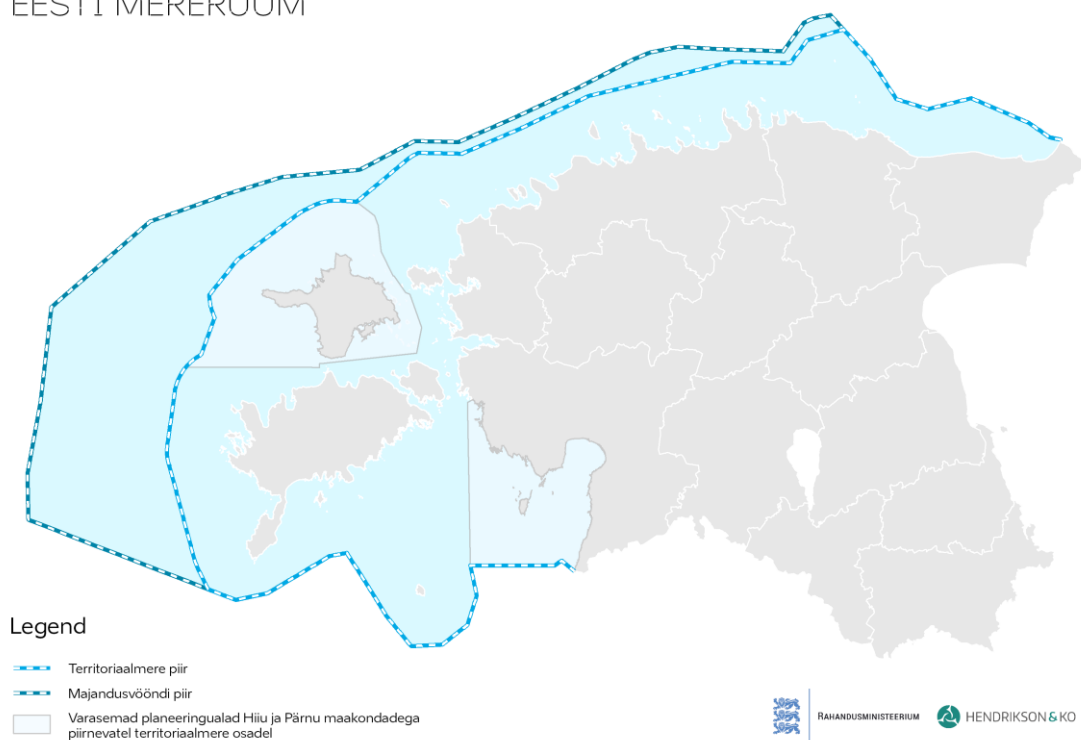 EESTI MERERUUM
Legend
Territoriaalmere piir
Majandusvööndi piir
Varasemad planeeringualad Hiiu ja Pärnu maakondadega
piirnevatel territoriaalmere osadel
RAHANDUSMINISTEERIUM
HENDRIKSON & KO